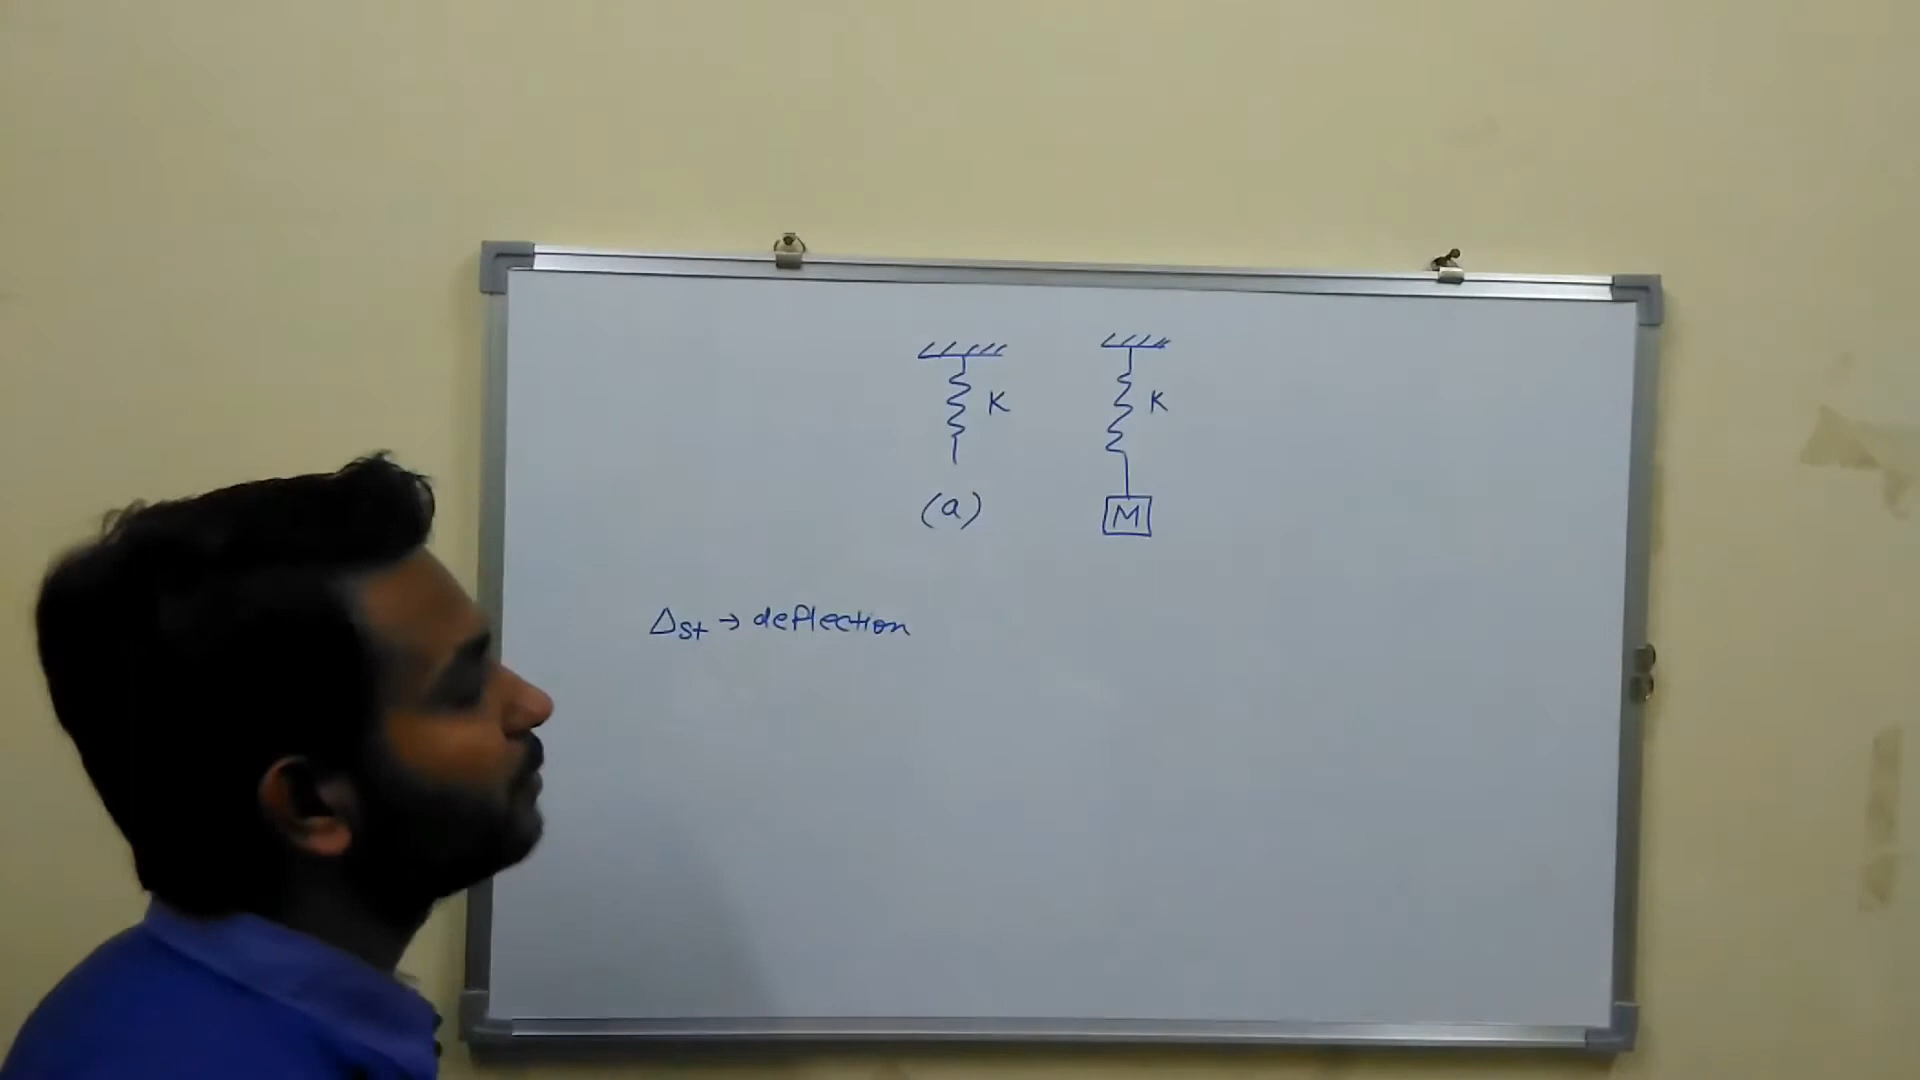 K K
(a) M
Δst → deflection